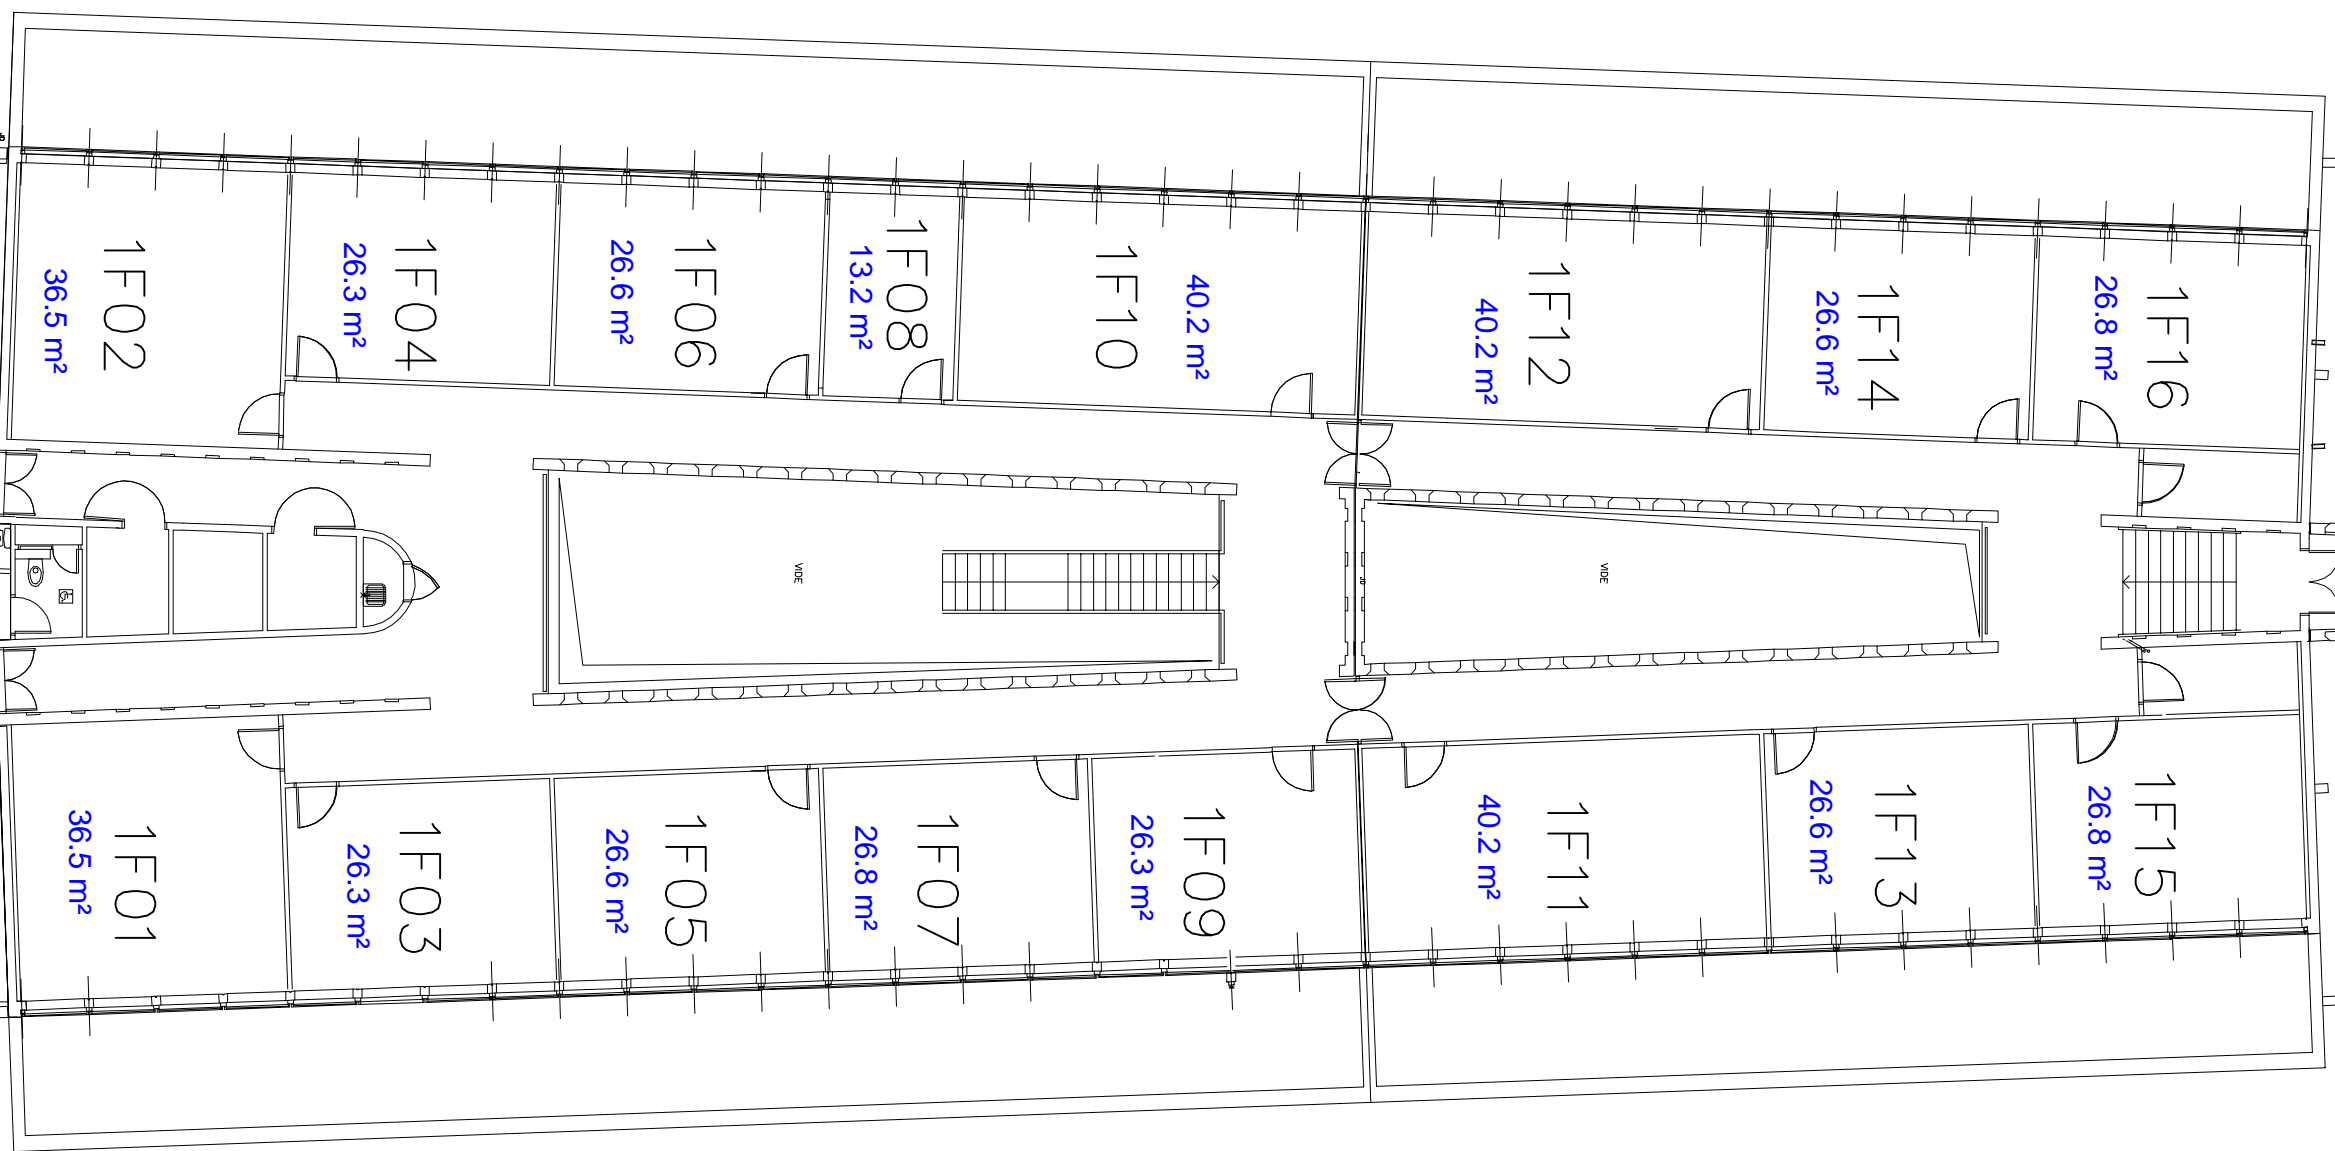 1F02
36.5 m²
1F04
26.3 m²
1F06
26.6 m²
1F08
13.2 m²
1F10
40.2 m²
1F12
40.2 m²
1F14
26.6 m²
1F16
26.8 m²
VIDE
VIDE
1F01
36.5 m²
1F03
26.3 m²
1F05
26.6 m²
1F07
26.8 m²
1F09
26.3 m²
1F11
40.2 m²
1F13
26.6 m²
1F15
26.8 m²